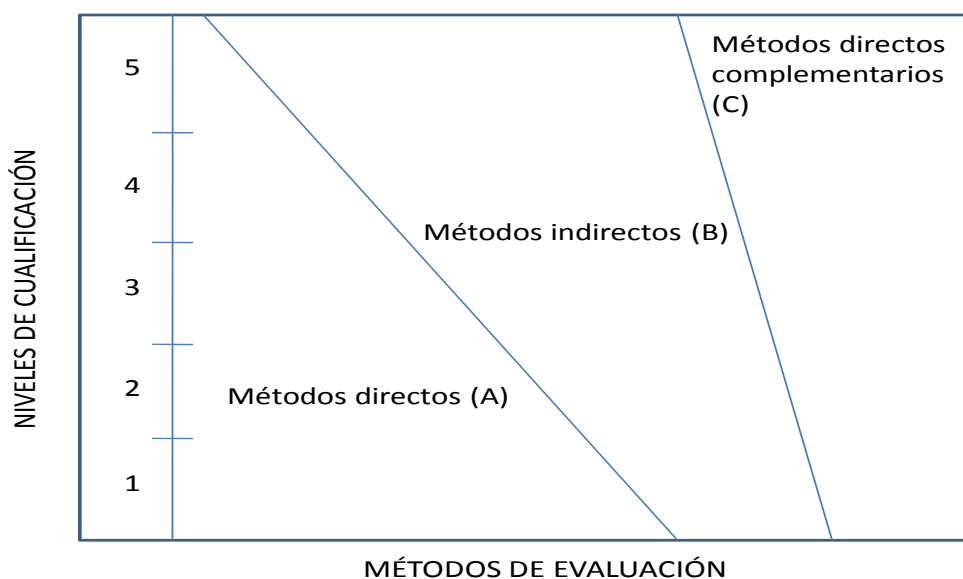 NIVELES DE CUALIFICACIÓN
5
4
3
2
1
Métodos directos
complementarios
(C)
Métodos indirectos (B)
Métodos directos (A)
MÉTODOS DE EVALUACIÓN